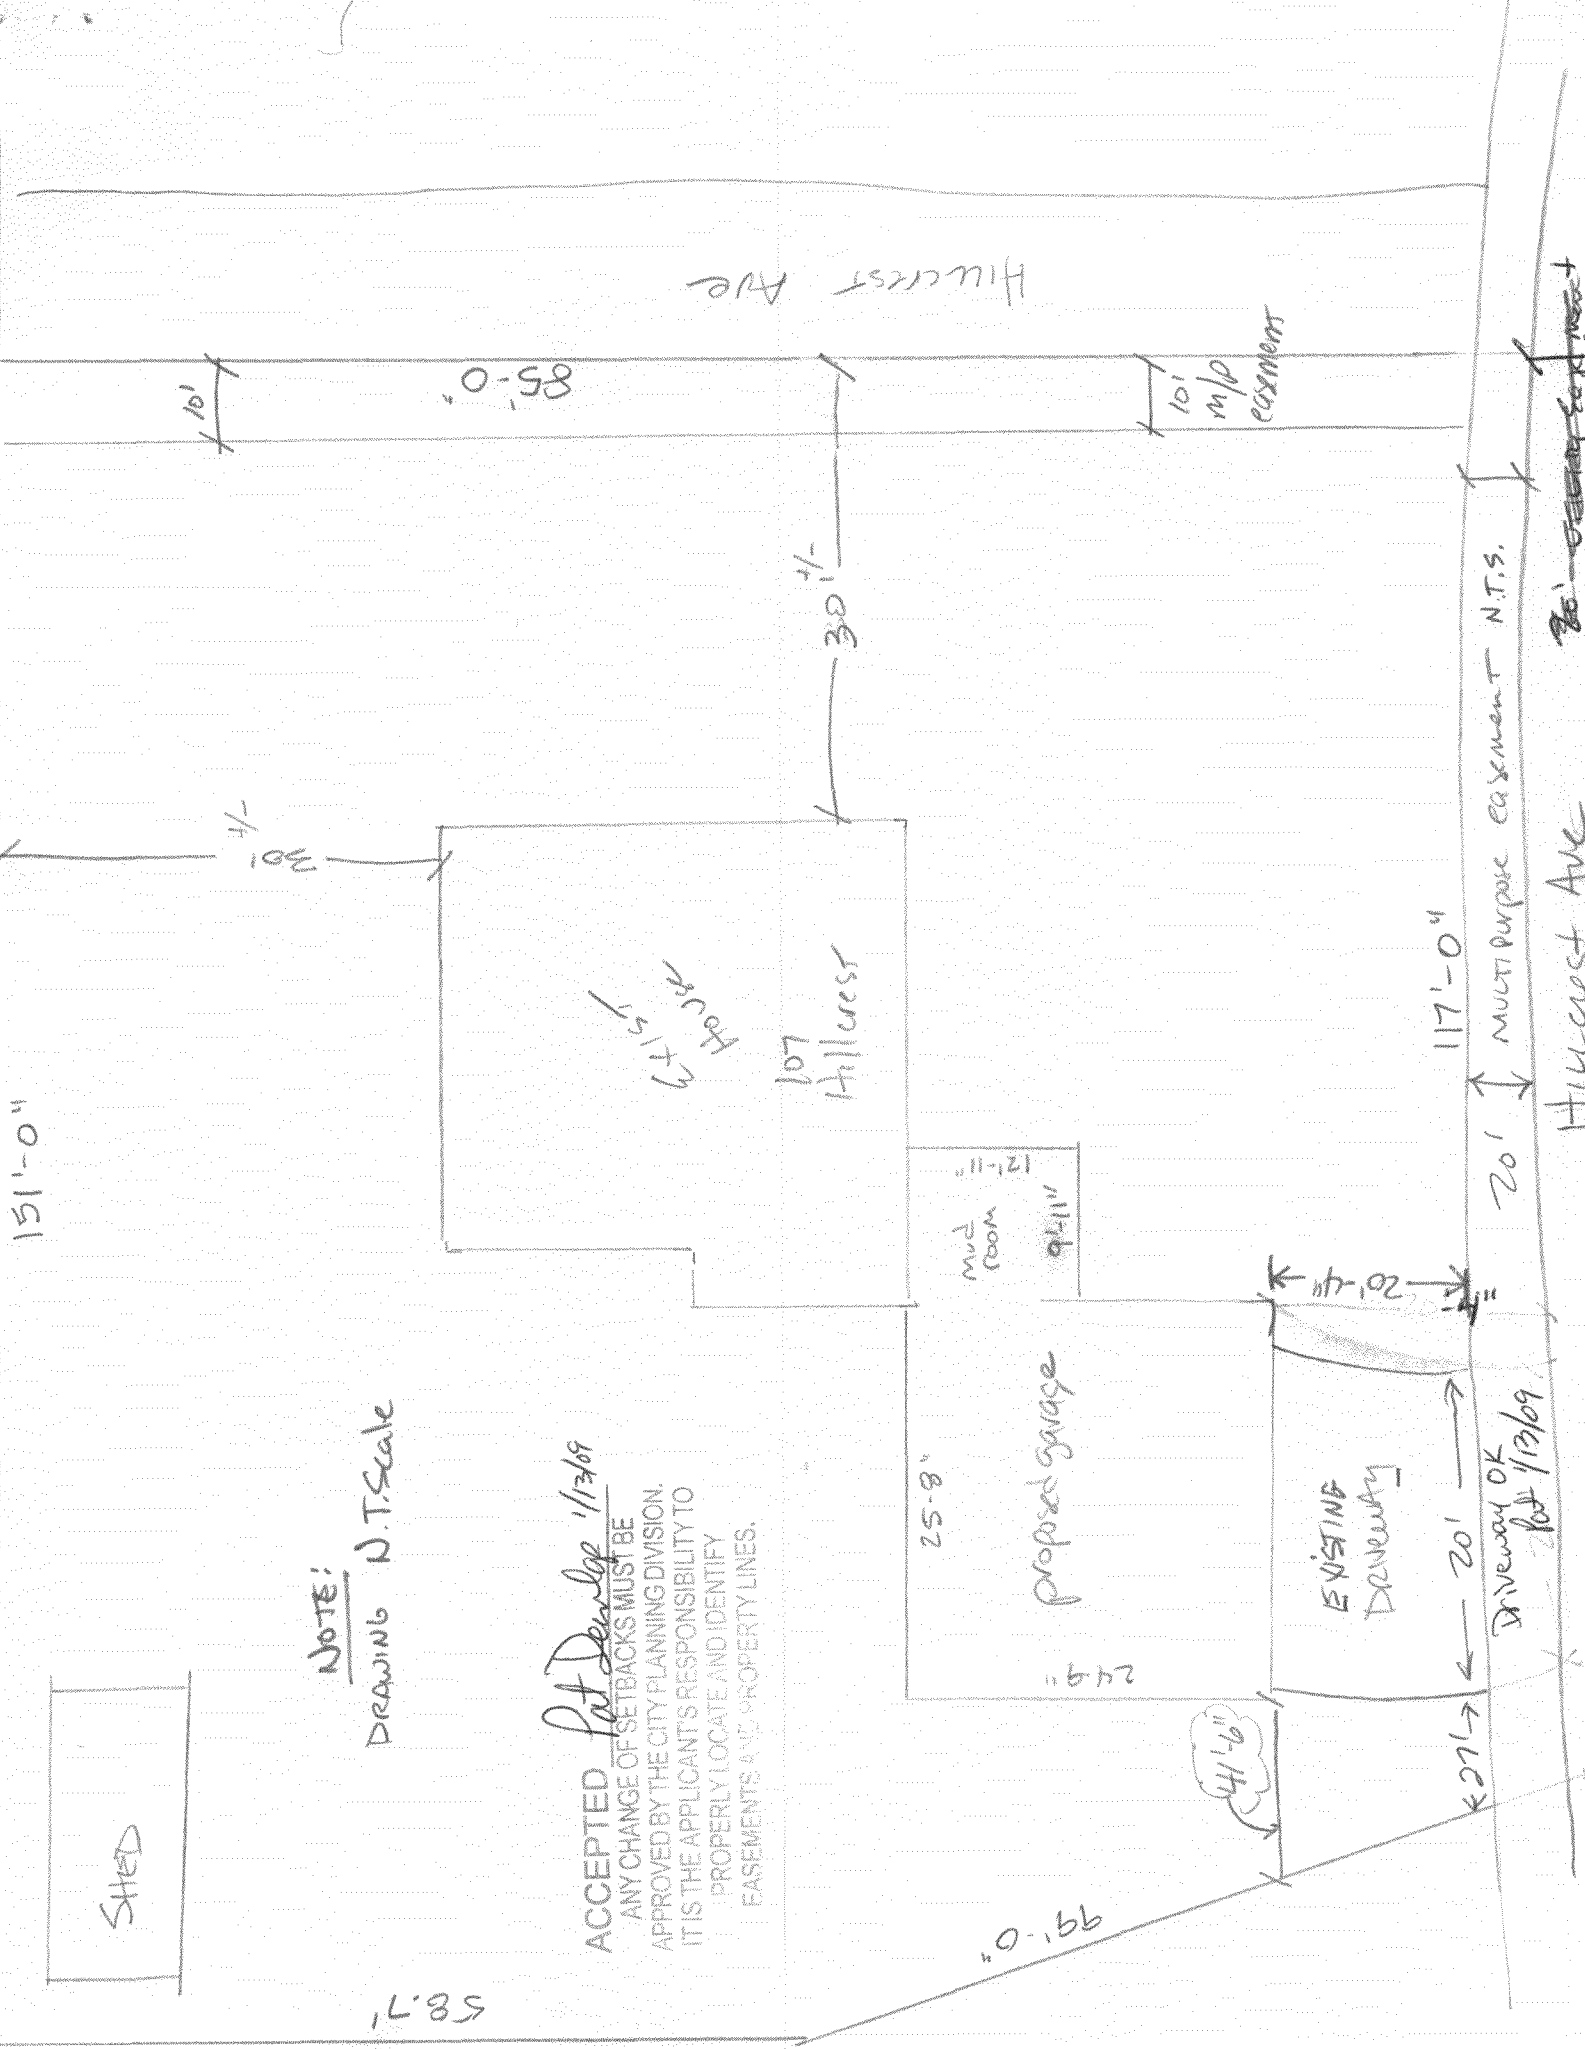 Hillcrest Ave
10'
85'-0"
10'
M/P
easement
30' +/-
30' +/-
151'-0"
Exist'
House
107
Hillcrest
12'-11"
Mud
room
9'-11"
117'-0"
MULTIPURPOSE easement N.T.S.
20'
Hillcrest Ave
20'-4"
SHED
NOTE:
DRAWING N.T.Scale
ACCEPTED Pat Dunlap 1/13/09
ANY CHANGE OF SETBACKS MUST BE
APPROVED BY THE CITY PLANNING DIVISION.
IT IS THE APPLICANT'S RESPONSIBILITY TO
PROPERLY LOCATE AND IDENTIFY
EASEMENTS AND PROPERTY LINES.
25-8"
proposed garage
24-9"
EXISTING
DRIVEWAY
20'
Driveway OK
Pat 1/13/09
27'
41'-6"
99'-0"
58.7'